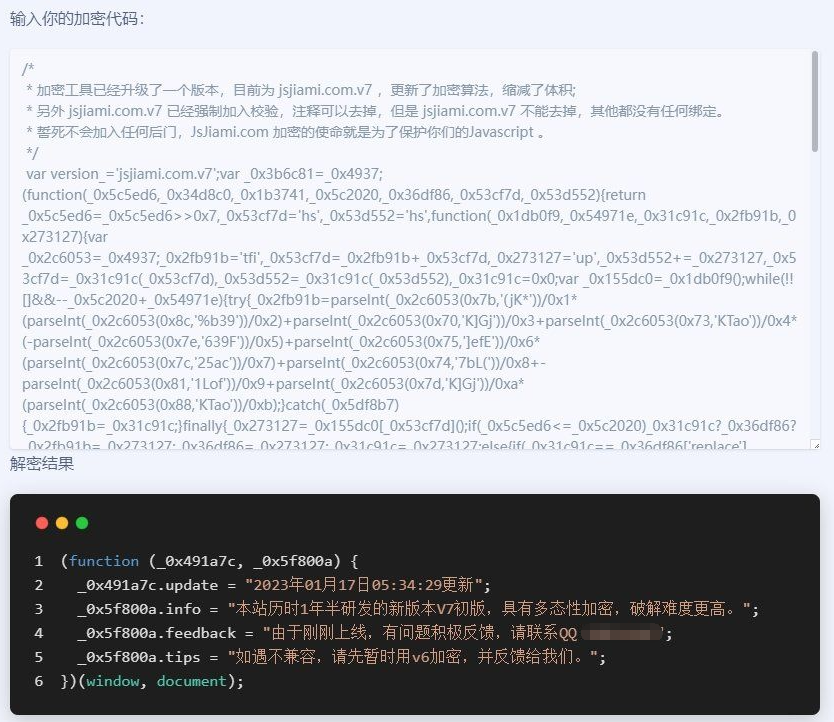 输入你的加密代码：
/*
* 加密工具已经升级了一个版本，目前为 jsjiami.com.v7 ，更新了加密算法，缩减了体积;
* 另外 jsjiami.com.v7 已经强制加入校验，注释可以去掉，但是 jsjiami.com.v7 不能去掉，其他都没有任何绑定。
* 誓死不会加入任何后门，JsJiami.com 加密的使命就是为了保护你们的Javascript 。
*/
var version_='jsjiami.com.v7';var _0x3b6c81=_0x4937;
(function(_0x5c5ed6,_0x34d8c0,_0x1b3741,_0x5c2020,_0x36df86,_0x53cf7d,_0x53d552){return
_0x5c5ed6=_0x5c5ed6>>0x7,_0x53cf7d='hs',_0x53d552='hs',function(_0x1db0f9,_0x54971e,_0x31c91c,_0x2fb91b,_0
x273127){var
_0x2c6053=_0x4937;_0x2fb91b='tfi',_0x53cf7d=_0x2fb91b+_0x53cf7d,_0x273127='up',_0x53d552+=_0x273127,_0x53
cf7d=_0x31c91c(_0x53cf7d),_0x53d552=_0x31c91c(_0x53d552),_0x31c91c=0x0;var _0x155dc0=_0x1db0f9();while(!!
[]&&--_0x5c2020+_0x54971e){try{_0x2fb91b=parseInt(_0x2c6053(0x7b,'(jK*'))/0x1*
(parseInt(_0x2c6053(0x8c,'%b39'))/0x2)+parseInt(_0x2c6053(0x70,'K]Gj'))/0x3+parseInt(_0x2c6053(0x73,'KTao'))/0x4*
(-parseInt(_0x2c6053(0x7e,'639F'))/0x5)+parseInt(_0x2c6053(0x75,']efE'))/0x6*
(parseInt(_0x2c6053(0x7c,'25ac'))/0x7)+parseInt(_0x2c6053(0x74,'7bL('))/0x8+-
parseInt(_0x2c6053(0x81,'1Lof'))/0x9+parseInt(_0x2c6053(0x7d,'K]Gj'))/0xa*
(parseInt(_0x2c6053(0x88,'KTao'))/0xb);}catch(_0x5df8b7)
{_0x2fb91b=_0x31c91c;}finally{_0x273127=_0x155dc0[_0x53cf7d]();if(_0x5c5ed6<=_0x5c2020)_0x31c91c?_0x36df86?
_0x2fb91b=_0x273127:_0x36df86=_0x273127:_0x31c91c=_0x273127;else{if(_0x31c91c==_0x36df86['replace']
解密结果
1 (function (_0x491a7c, _0x5f800a) {
2 _0x491a7c.update = "2023年01月17日05:34:29更新";
3 _0x5f800a.info = "本站历时1年半研发的新版本V7初版，具有多态性加密，破解难度更高。";
4 _0x5f800a.feedback = "由于刚刚上线，有问题积极反馈，请联系QQ ";
5 _0x5f800a.tips = "如遇不兼容，请先暂时用v6加密，并反馈给我们。";
6 })(window, document);